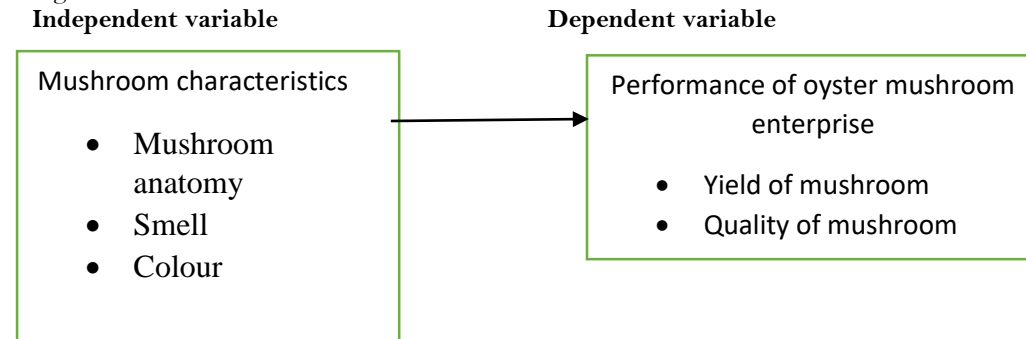 Independent variable
Dependent variable
Mushroom characteristics
• Mushroom
anatomy
• Smell
• Colour
Performance of oyster mushroom
enterprise
• Yield of mushroom
• Quality of mushroom